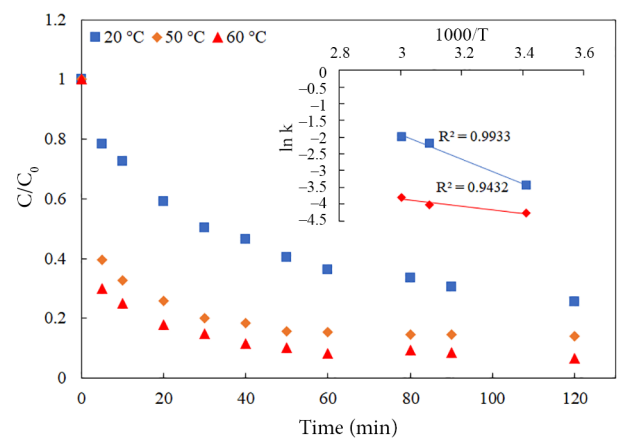 1.2
1
0.8
0.6
0.4
0.2
0
C/C₀
20 °C 50 °C 60 °C
1000/T
2.8 3 3.2 3.4 3.6
0
−0.5
−1
−1.5
−2
−2.5
−3
−3.5
−4
−4.5
ln k
R² = 0.9933
R² = 0.9432
0 20 40 60 80 100 120
Time (min)